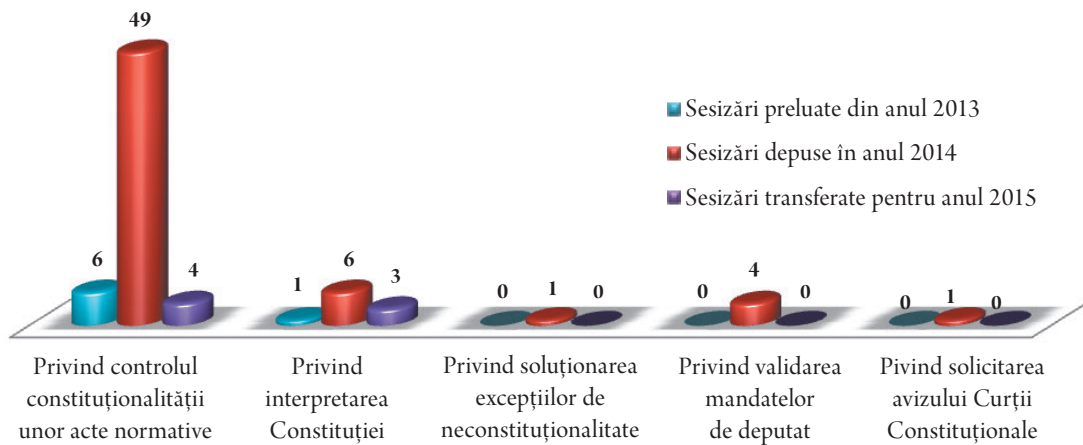 49
6
4
1
6
3
0
1
0
0
4
0
0
1
0
Sesizări preluate din anul 2013
Sesizări depuse în anul 2014
Sesizări transferate pentru anul 2015
Privind controlul
constituționalității
unor acte normative
Privind
interpretarea
Constituției
Privind soluționarea
excepțiilor de
neconstituționalitate
Privind validarea
mandatelor
de deputat
Pivind solicitarea
avizului Curții
Constituționale